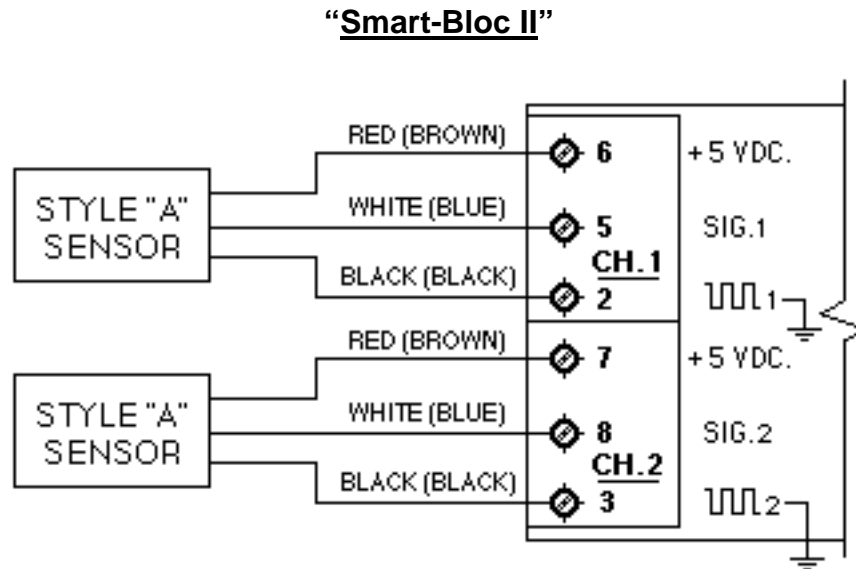 “Smart-Bloc II”
RED (BROWN)
6
+5 VDC.
STYLE "A"
SENSOR
WHITE (BLUE)
5
SIG.1
CH.1
BLACK (BLACK)
2
1
RED (BROWN)
7
+5 VDC.
STYLE "A"
SENSOR
WHITE (BLUE)
8
SIG.2
CH.2
BLACK (BLACK)
3
2